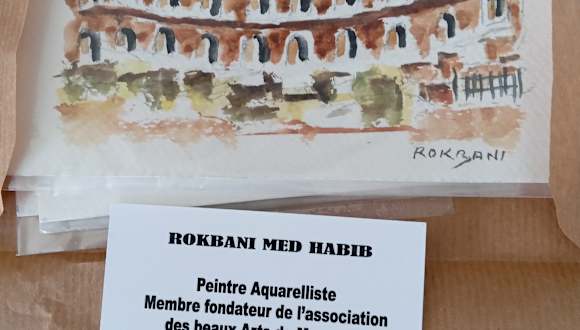 ROKBANI
ROKBANI MED HABIB
Peintre Aquarelliste
Membre fondateur de l'association
des beaux Arts de